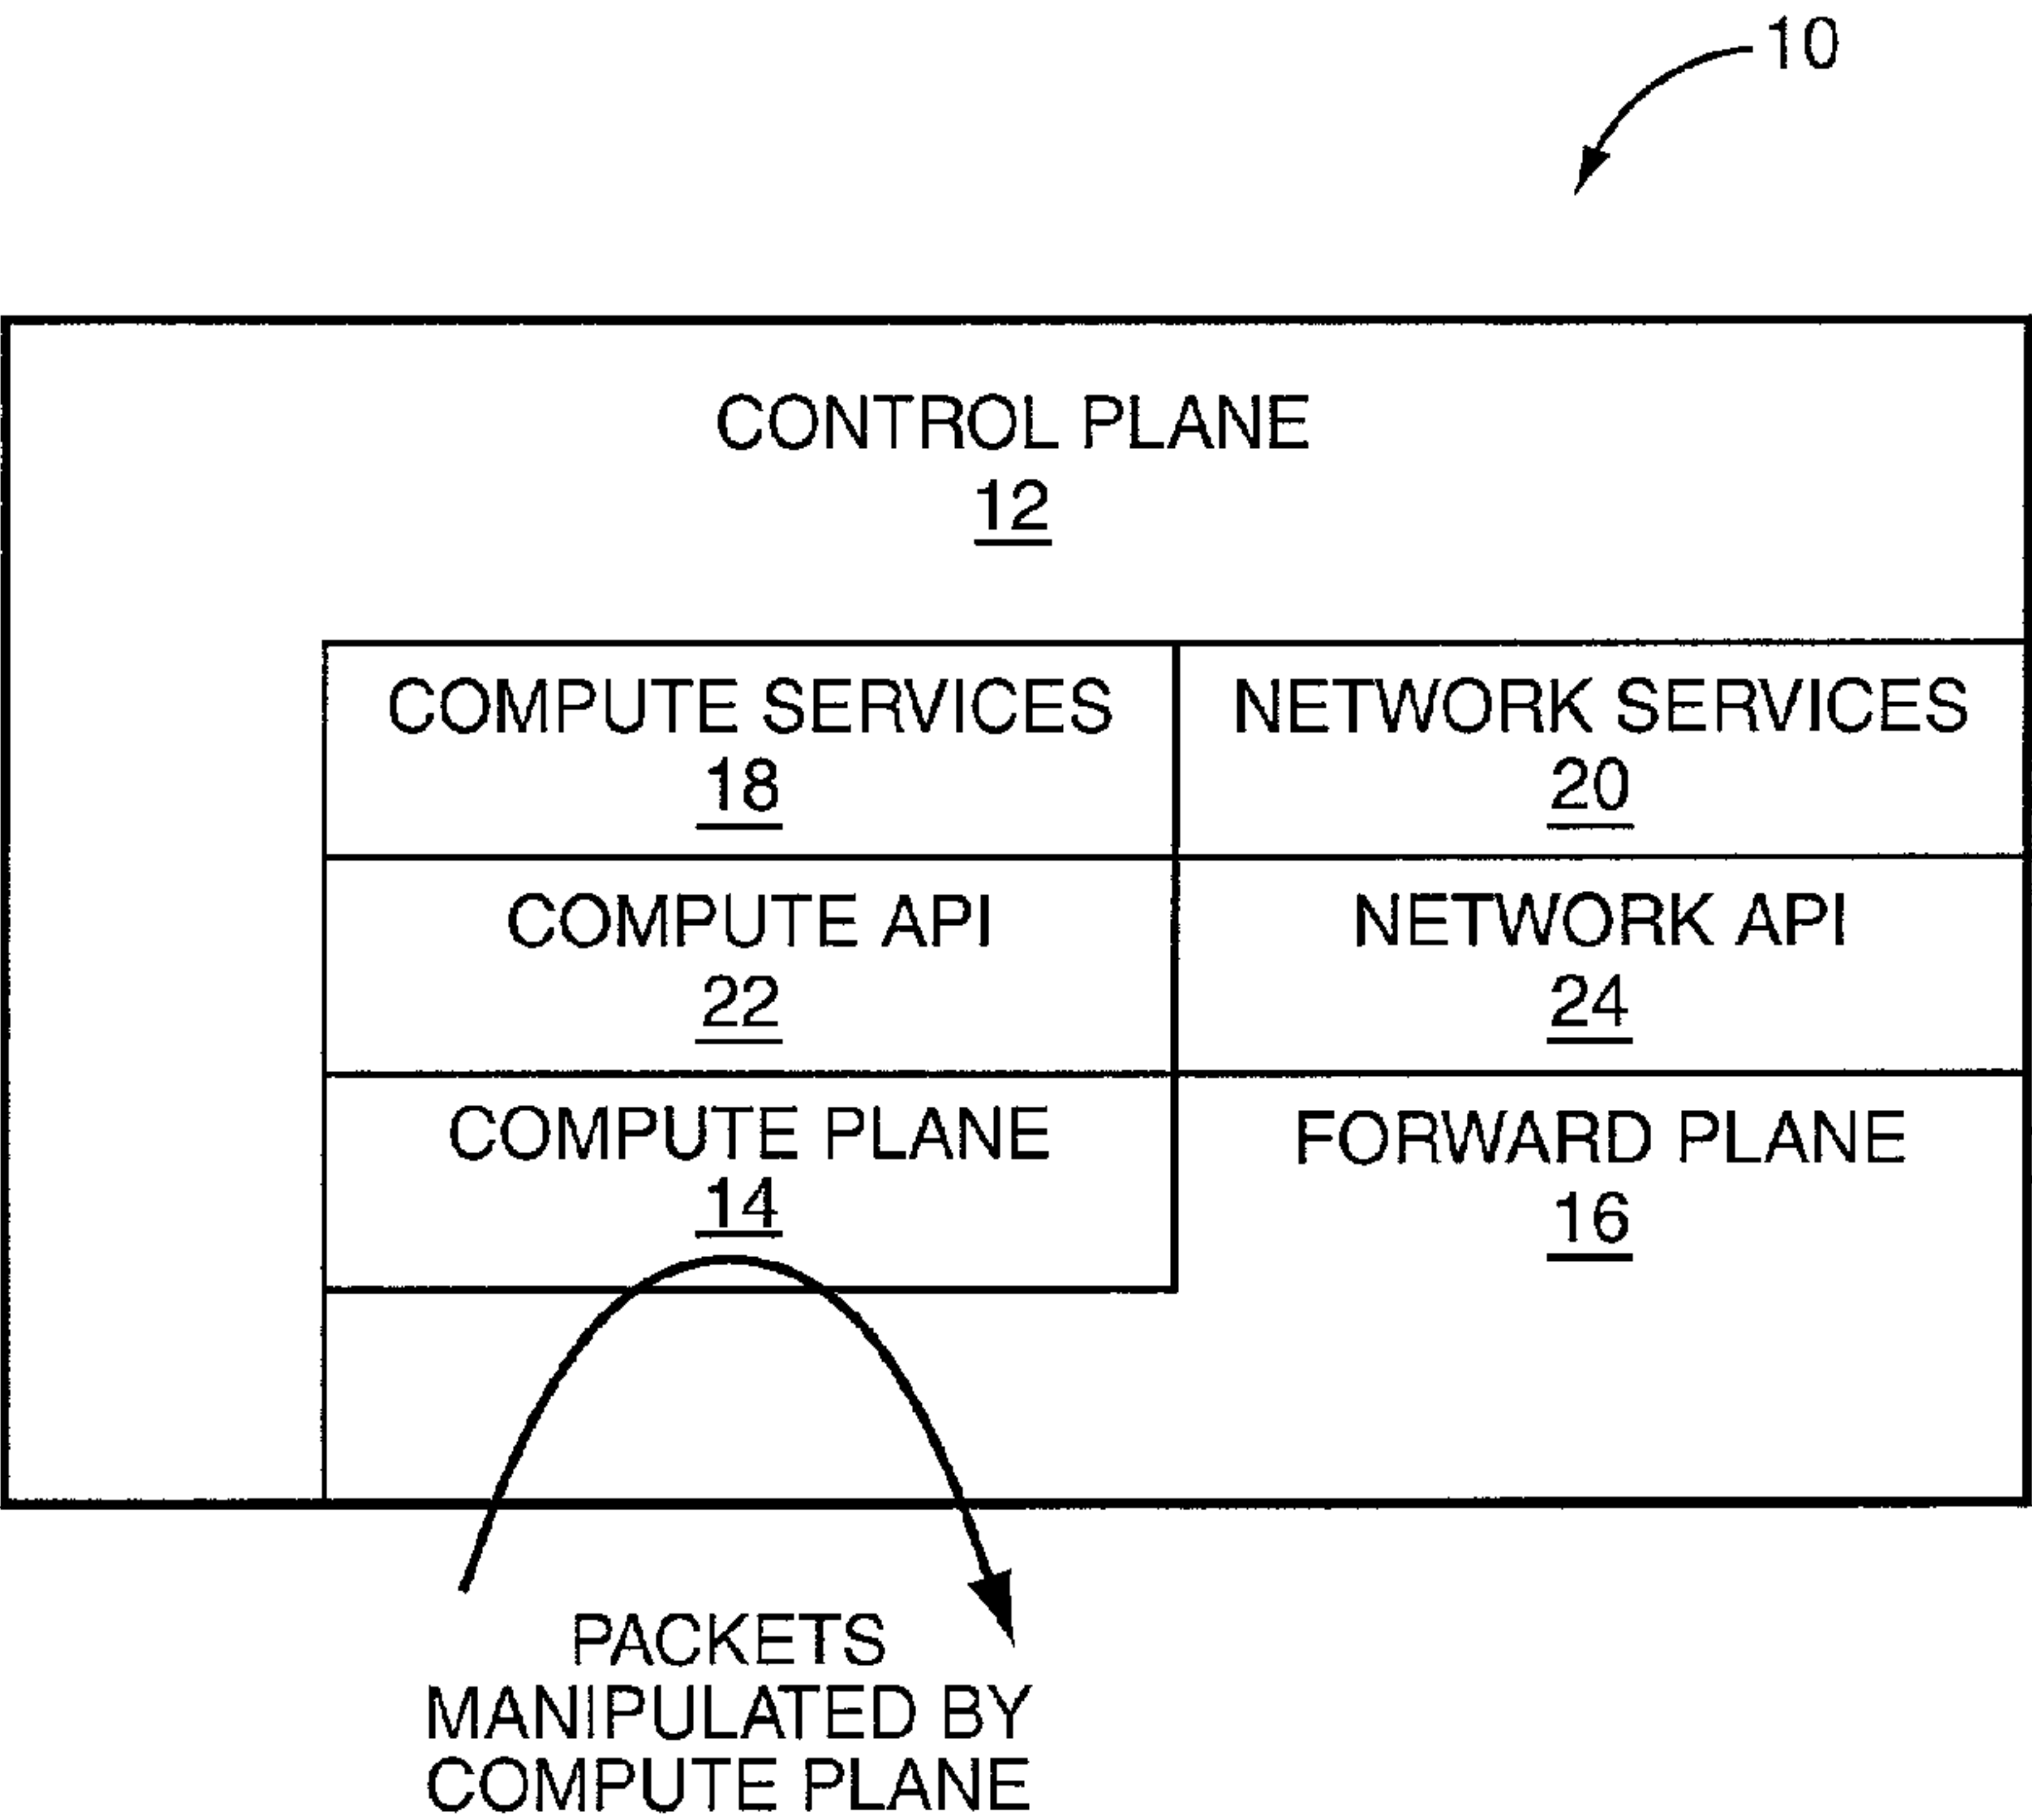 10
CONTROL PLANE
12
COMPUTE SERVICES
18
NETWORK SERVICES
20
COMPUTE API
22
NETWORK API
24
COMPUTE PLANE
14
FORWARD PLANE
16
PACKETS
MANIPULATED BY
COMPUTE PLANE